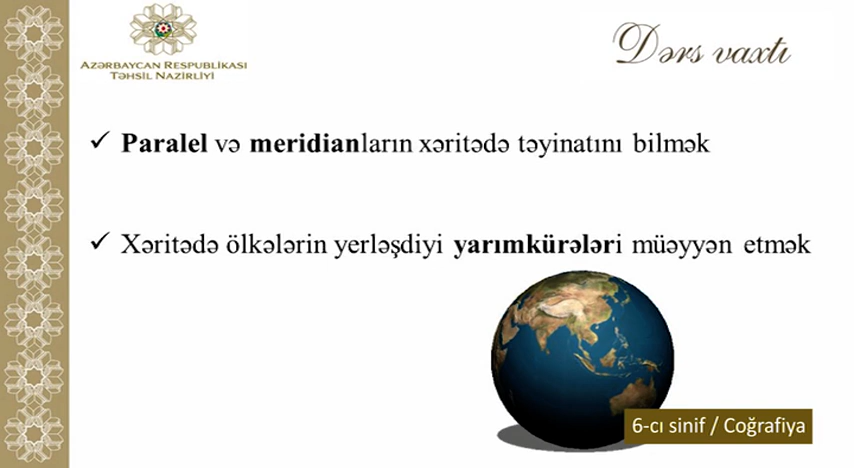 AZƏRBAYCAN RESPUBLİKASI
TƏHSİL NAZİRLİYİ
Dərs vaxtı
✓ Paralel və meridianların xəritədə təyinatını bilmək
✓ Xəritədə ölkələrin yerləşdiyi yarımkürələri müəyyən etmək
6-cı sinif / Coğrafiya